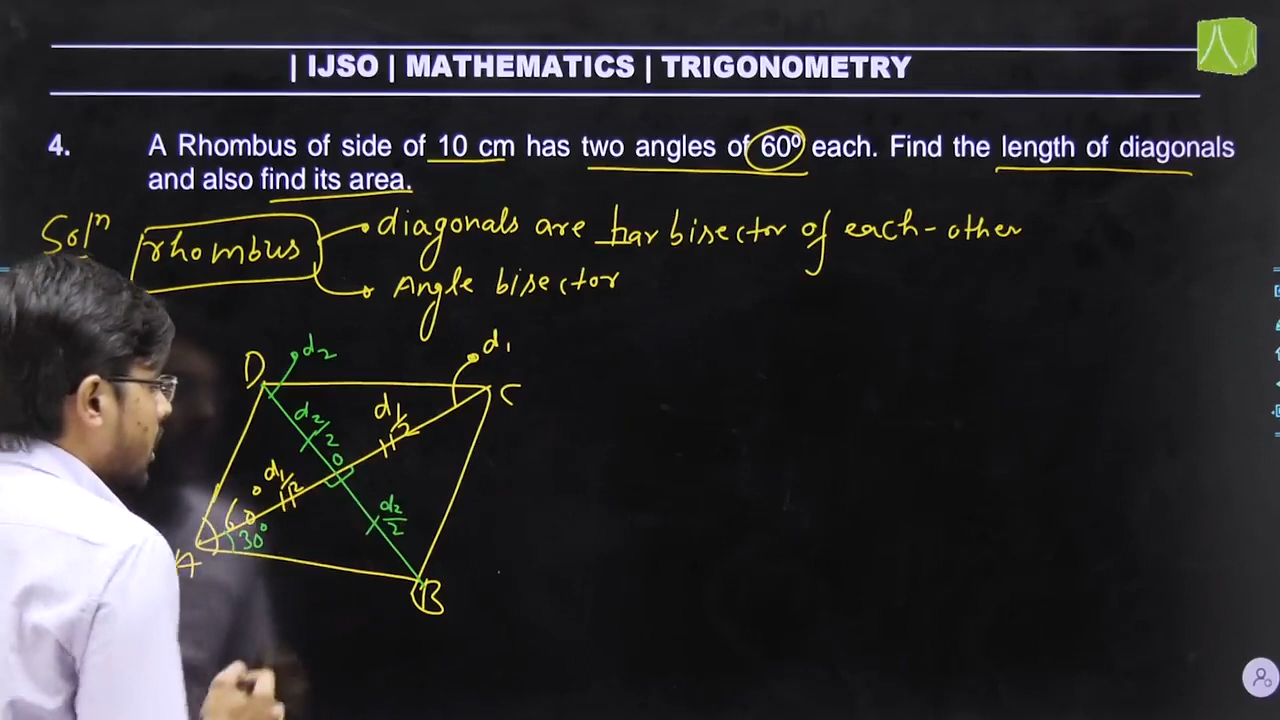 | IJSO | MATHEMATICS | TRIGONOMETRY
4. A Rhombus of side of 10 cm has two angles of 60º each. Find the length of diagonals
and also find its area.
Solⁿ rhombus • diagonals are ⊥ar bisector of each-other
• Angle bisector
D d2 d1
C
d2/2 d1/2
O
d1/2
60° d2/2
30°
A
B